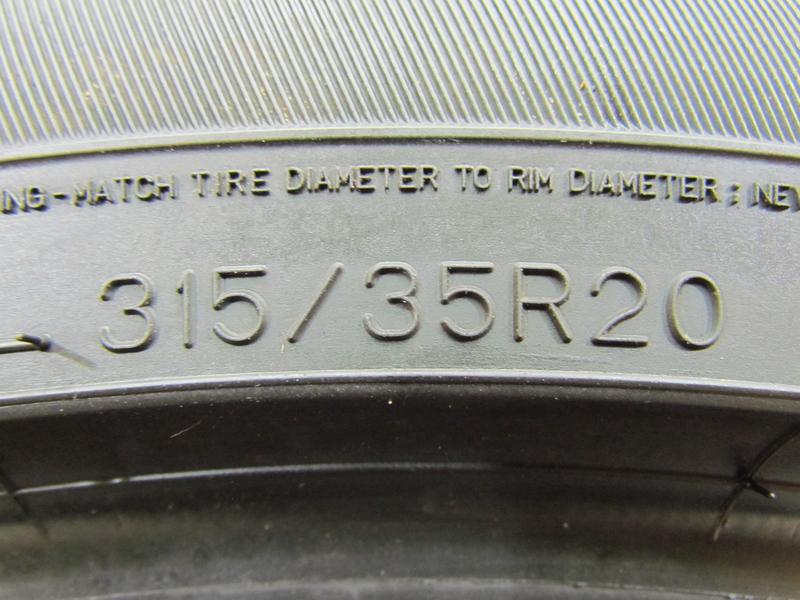 -MATCH TIRE DIAMETER TO RIM DIAMETER;
315/35R20